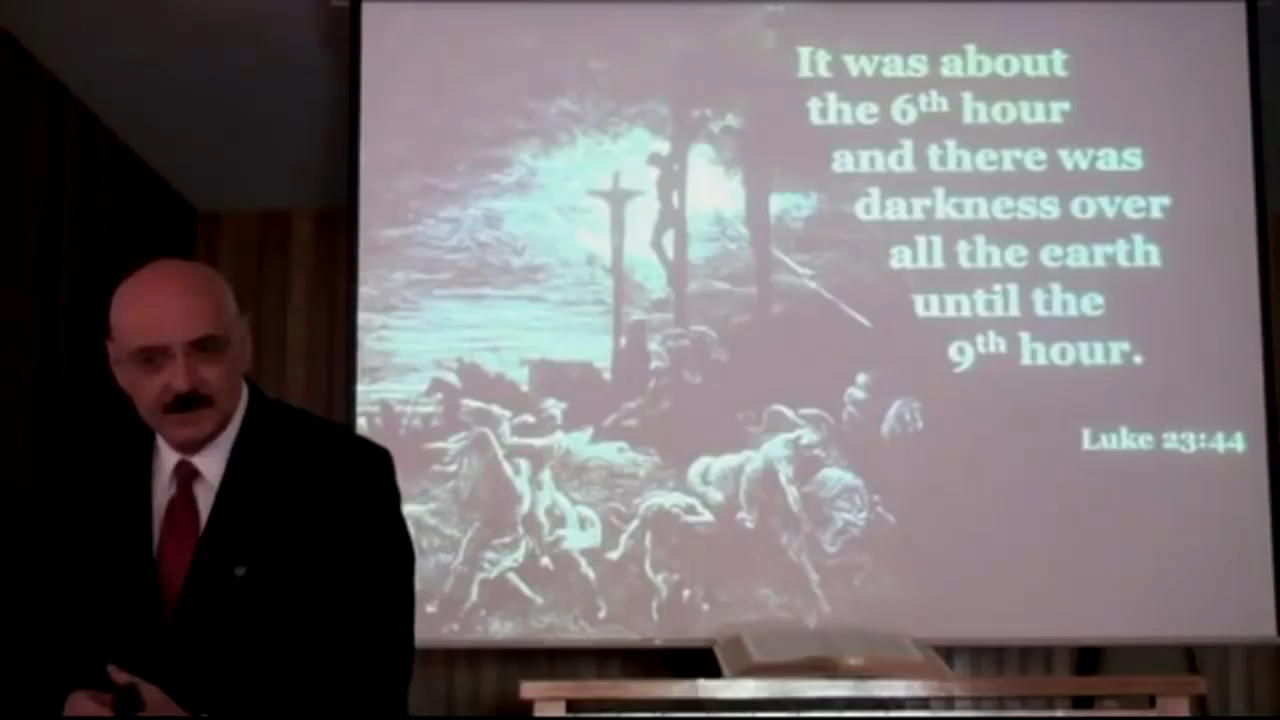 It was about
the 6th hour
and there was
darkness over
all the earth
until the
9th hour.
Luke 23:44